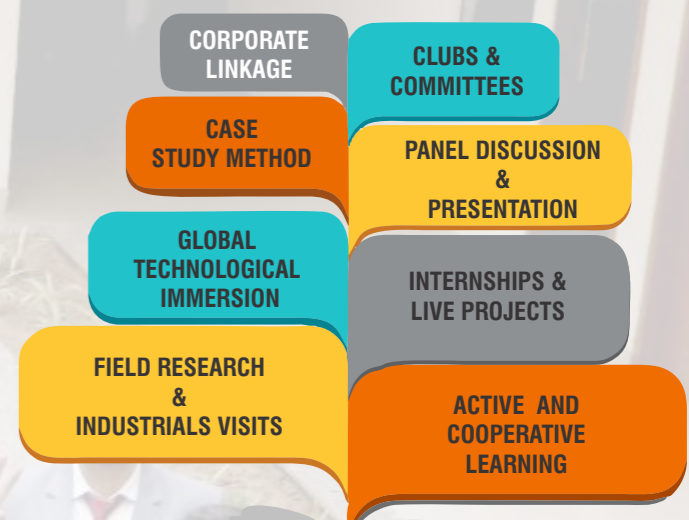 CORPORATE
LINKAGE
CLUBS &
COMMITTEES
CASE
STUDY METHOD
PANEL DISCUSSION
&
PRESENTATION
GLOBAL
TECHNOLOGICAL
IMMERSION
INTERNSHIPS &
LIVE PROJECTS
FIELD RESEARCH
&
INDUSTRIALS VISITS
ACTIVE AND
COOPERATIVE
LEARNING